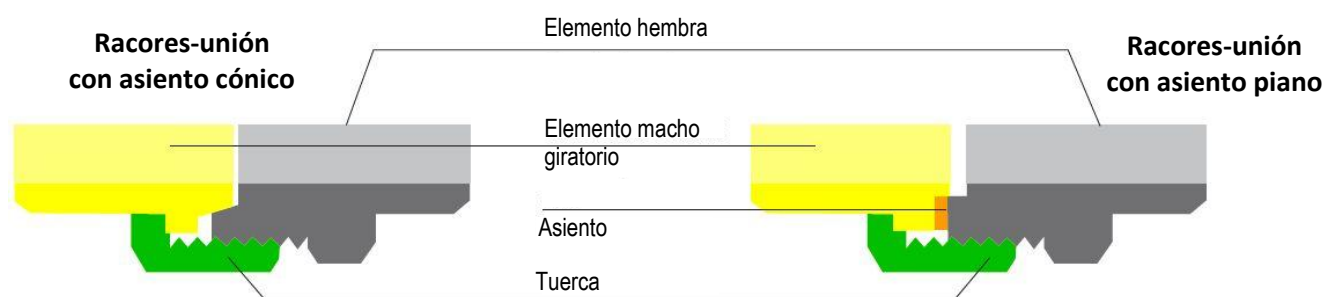 Racores-unión
con asiento cónico
Elemento hembra
Racores-unión
con asiento piano
Elemento macho
giratorio
Asiento
Tuerca